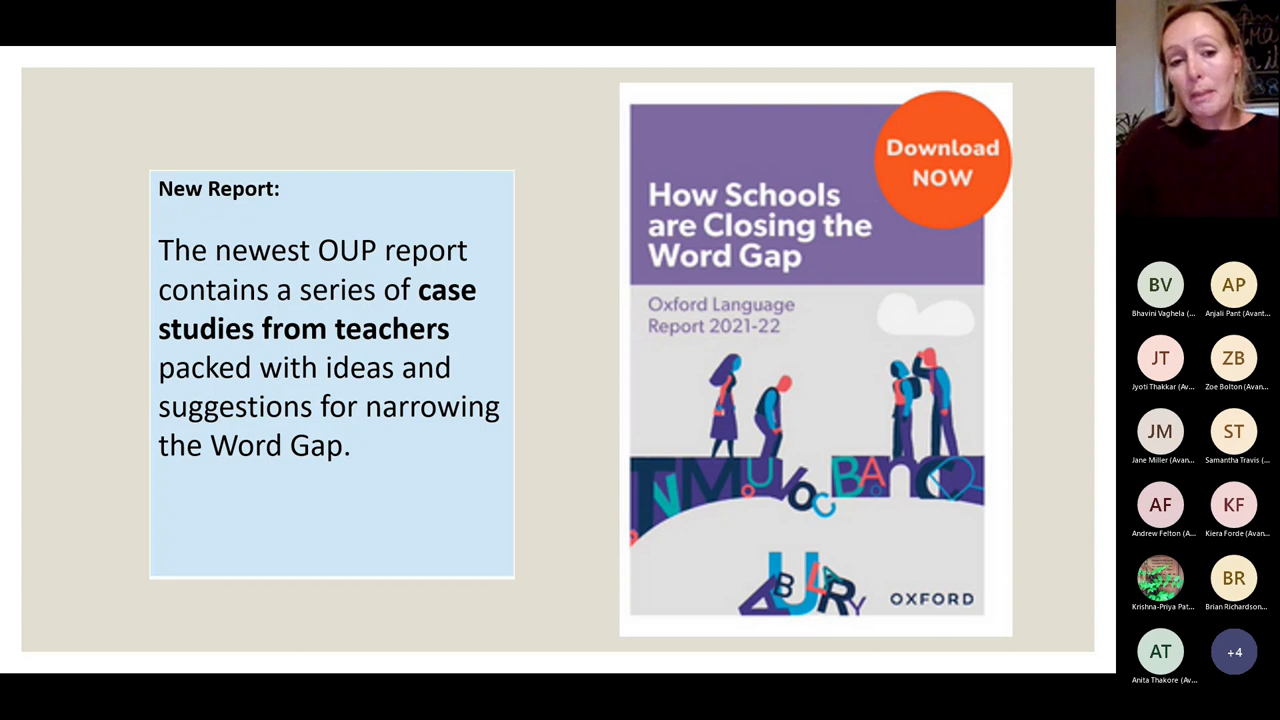 New Report:
The newest OUP report
contains a series of case
studies from teachers
packed with ideas and
suggestions for narrowing
the Word Gap.
Download
NOW
How Schools
are Closing the
Word Gap
Oxford Language
Report 2021-22
OXFORD
BV
AP
Bhavini Vaghela (...
Anjali Pant (Avant...
JT
ZB
Jyoti Thakkar (Av...
Zoe Bolton (Avan...
JM
ST
Jane Miller (Avan...
Samantha Travis (...
AF
KF
Andrew Felton (A...
Kiera Forde (Avan...
BR
Krishna-Priya Pat...
Brian Richardson...
AT
+4
Anita Thakore (Av...